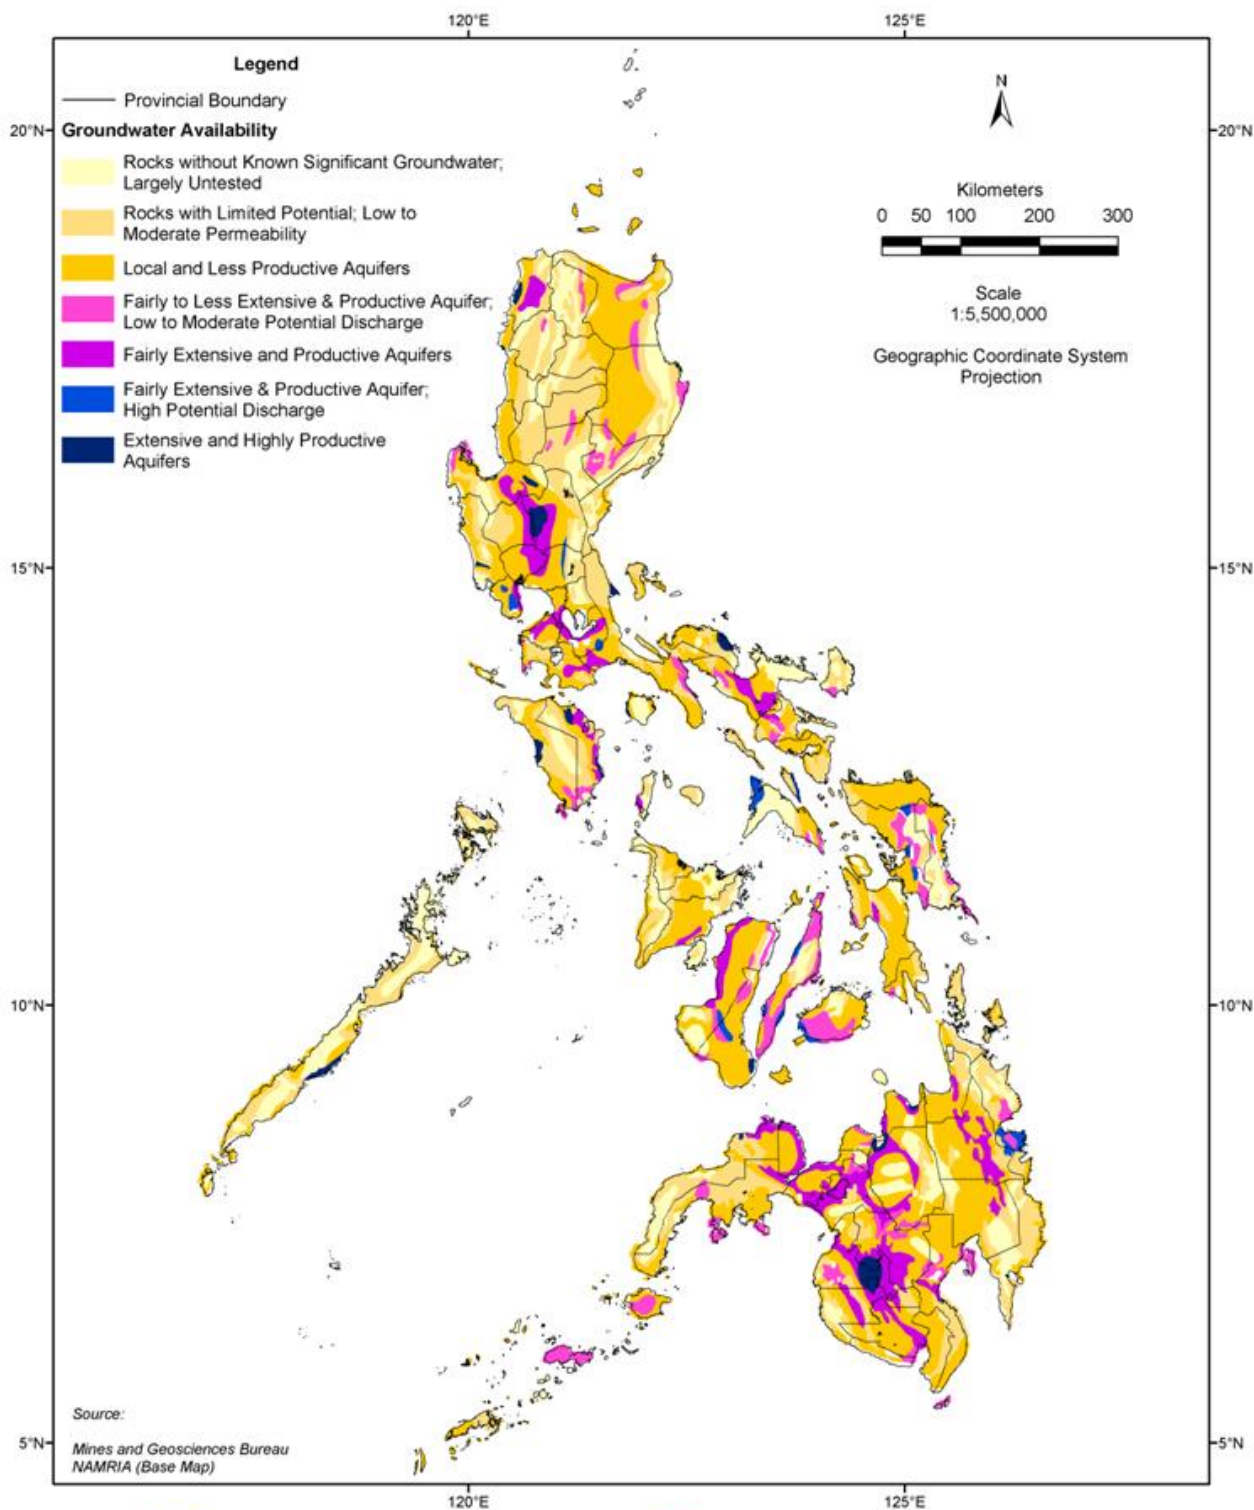 120°E
125°E
Legend
Provincial Boundary
Groundwater Availability
Rocks without Known Significant Groundwater;
Largely Untested
Rocks with Limited Potential; Low to
Moderate Permeability
Local and Less Productive Aquifers
Fairly to Less Extensive & Productive Aquifer;
Low to Moderate Potential Discharge
Fairly Extensive and Productive Aquifers
Fairly Extensive & Productive Aquifer;
High Potential Discharge
Extensive and Highly Productive
Aquifers
N
Kilometers
0 50 100 200 300
Scale
1:5,500,000
Geographic Coordinate System
Projection
20°N
20°N
15°N
15°N
10°N
10°N
5°N
5°N
Source:
Mines and Geosciences Bureau
NAMRIA (Base Map)
120°E
125°E